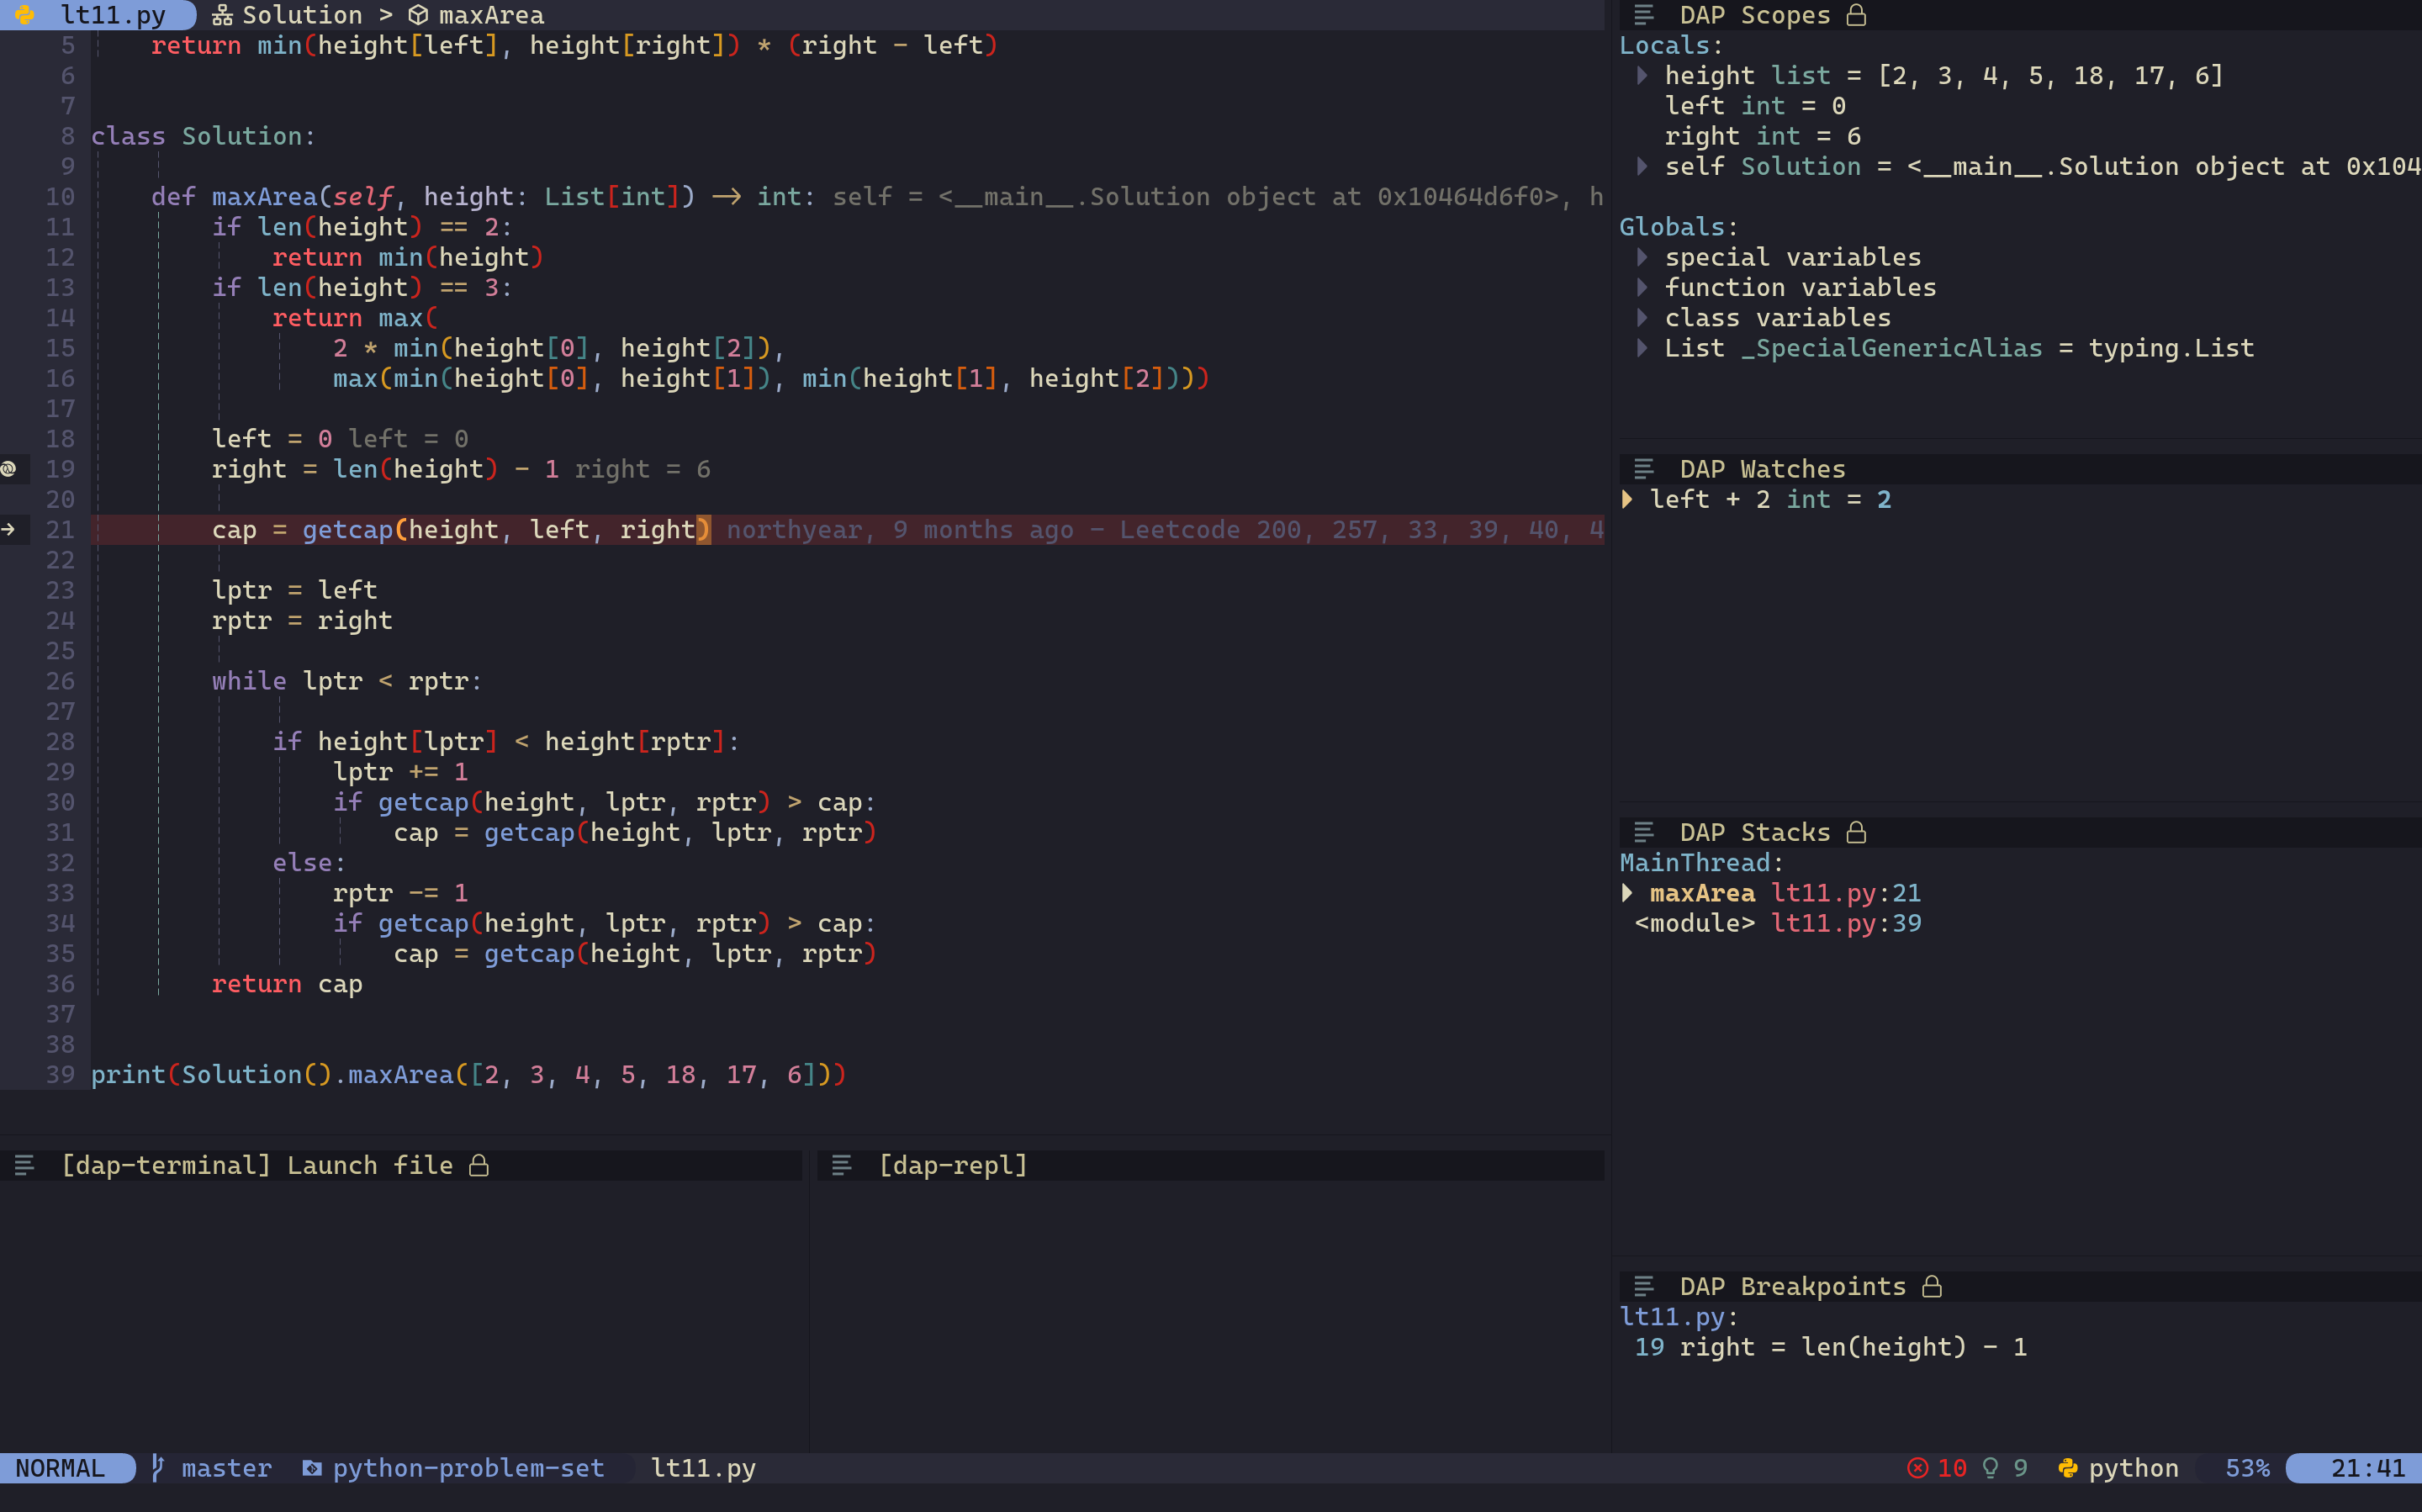 lt11.py Solution > maxArea
5 return min(height[left], height[right]) * (right - left)
6
7
8 class Solution:
9
10 def maxArea(self, height: List[int]) -> int: self = <__main__.Solution object at 0x10464d6f0>, h
11 if len(height) == 2:
12 return min(height)
13 if len(height) == 3:
14 return max(
15 2 * min(height[0], height[2]),
16 max(min(height[0], height[1]), min(height[1], height[2])))
17
18 left = 0 left = 0
19 right = len(height) - 1 right = 6
20
21 cap = getcap(height, left, right) northyear, 9 months ago - Leetcode 200, 257, 33, 39, 40, 4
22
23 lptr = left
24 rptr = right
25
26 while lptr < rptr:
27
28 if height[lptr] < height[rptr]:
29 lptr += 1
30 if getcap(height, lptr, rptr) > cap:
31 cap = getcap(height, lptr, rptr)
32 else:
33 rptr -= 1
34 if getcap(height, lptr, rptr) > cap:
35 cap = getcap(height, lptr, rptr)
36 return cap
37
38
39 print(Solution().maxArea([2, 3, 4, 5, 18, 17, 6]))
[dap-terminal] Launch file
[dap-repl]
DAP Scopes
Locals:
height list = [2, 3, 4, 5, 18, 17, 6]
left int = 0
right int = 6
self Solution = <__main__.Solution object at 0x104
Globals:
special variables
function variables
class variables
List _SpecialGenericAlias = typing.List
DAP Watches
left + 2 int = 2
DAP Stacks
MainThread:
maxArea lt11.py:21
<module> lt11.py:39
DAP Breakpoints
lt11.py:
19 right = len(height) - 1
NORMAL master python-problem-set lt11.py 10 9 python 53% 21:41